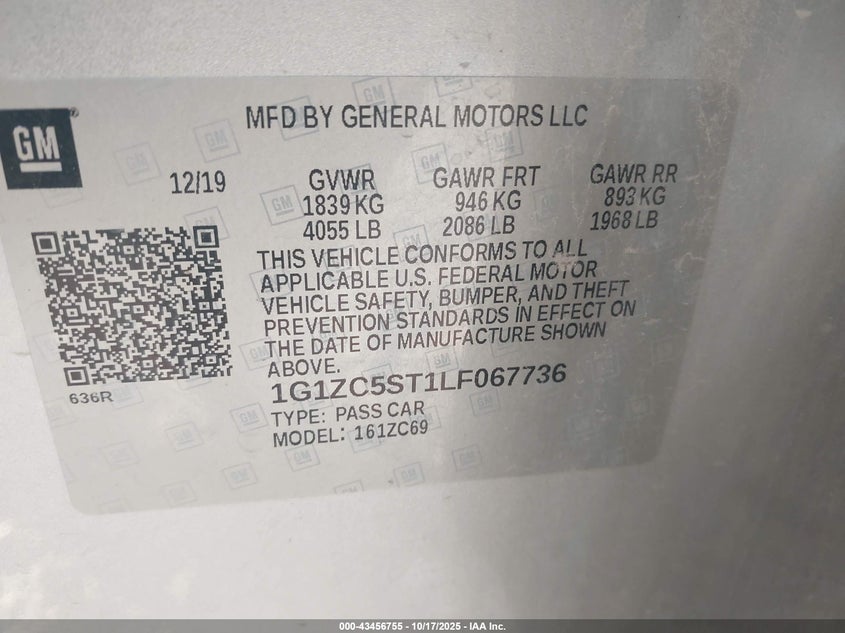 GM
MFD BY GENERAL MOTORS LLC
12/19
GVWR
1839 KG
4055 LB
GAWR FRT
946 KG
2086 LB
GAWR RR
893 KG
1968 LB
THIS VEHICLE CONFORMS TO ALL
APPLICABLE U.S. FEDERAL MOTOR
VEHICLE SAFETY, BUMPER, AND THEFT
PREVENTION STANDARDS IN EFFECT ON
THE DATE OF MANUFACTURE SHOWN
ABOVE.
1G1ZC5ST1LF067736
TYPE: PASS CAR
MODEL: 161ZC69
636R
000-43456755 - 10/17/2025 - IAA Inc.